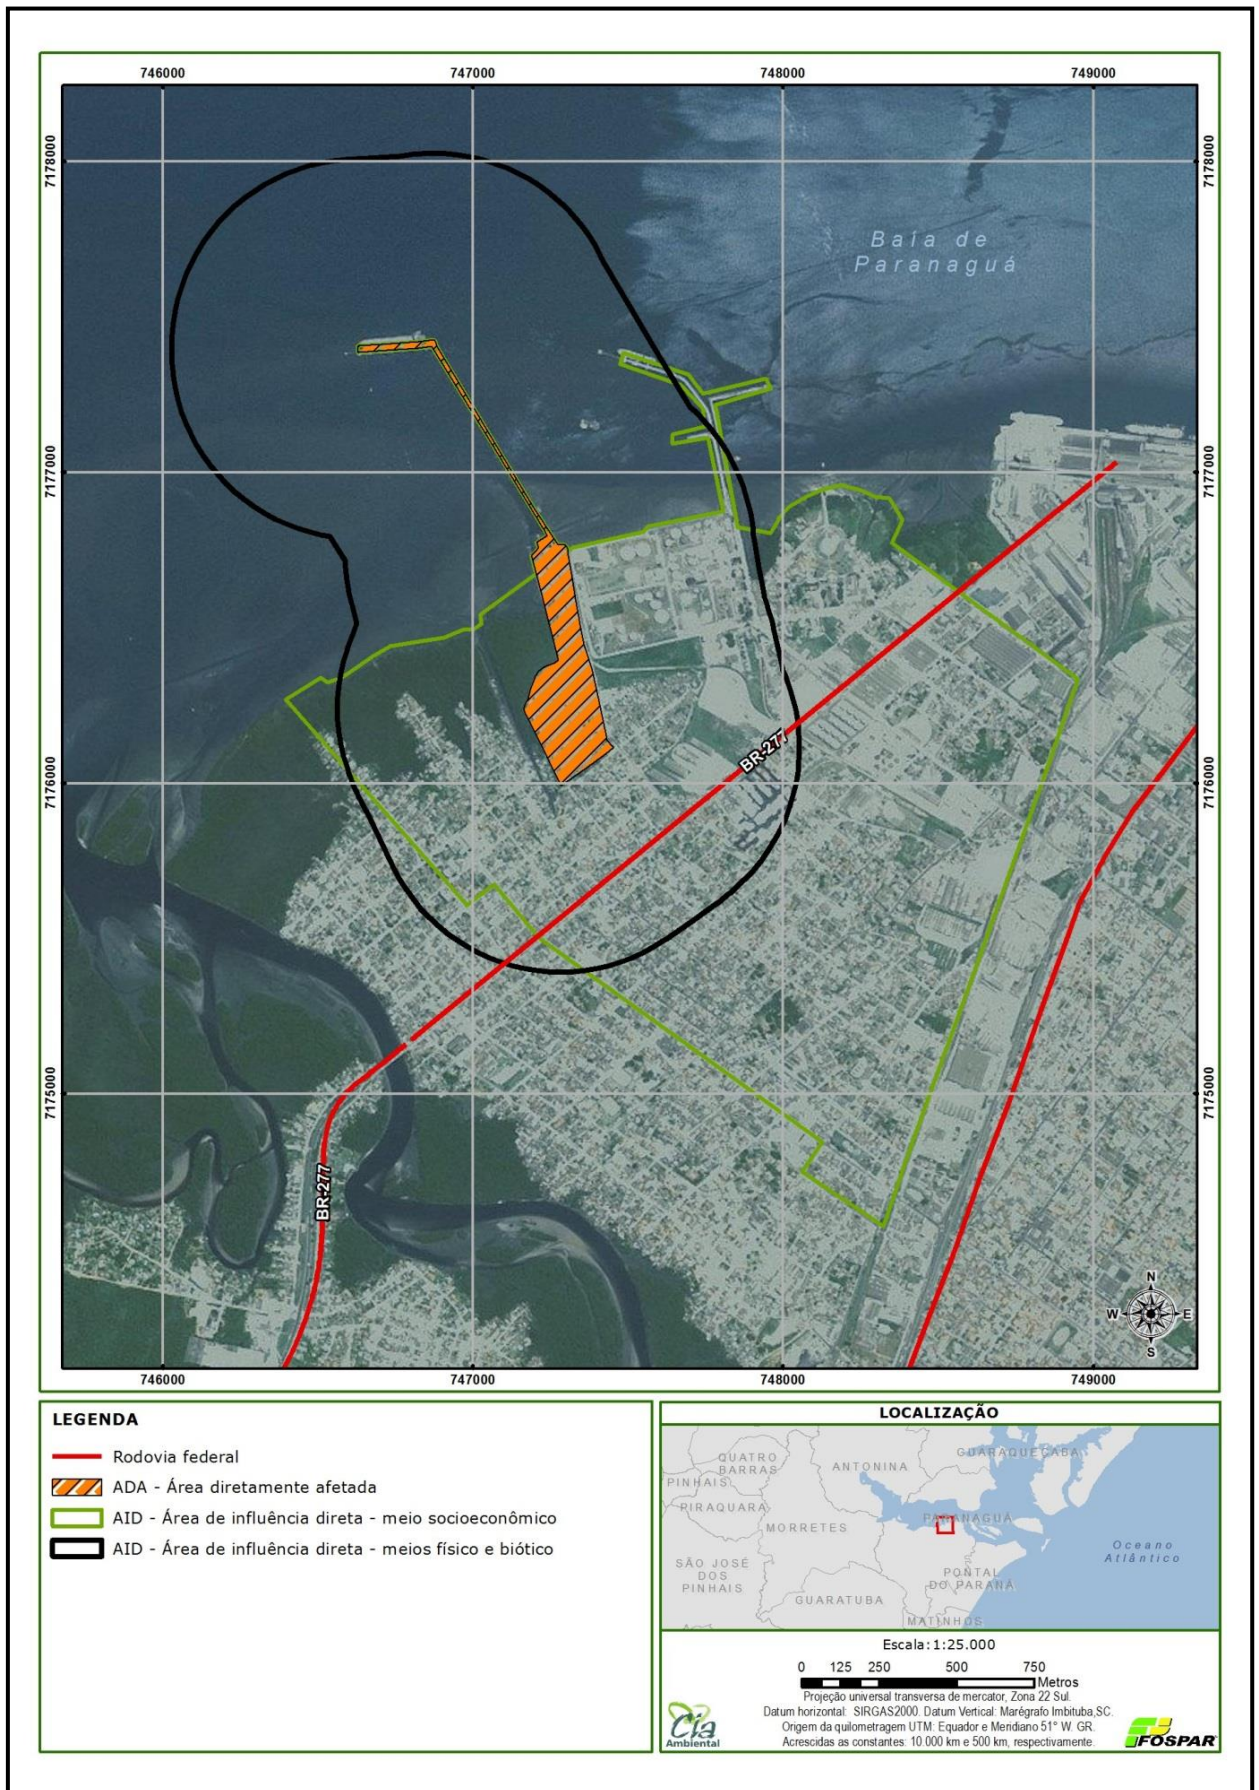 746000 747000 748000 749000
7178000 7178000
Baía de
Paranaguá
7177000 7177000
BR-277
7176000 7176000
7175000 7175000
BR-277
N
W E
S
746000 747000 748000 749000
LEGENDA
Rodovia federal
ADA - Área diretamente afetada
AID - Área de influência direta - meio socioeconômico
AID - Área de influência direta - meios físico e biótico
LOCALIZAÇÃO
QUATRO
BARRAS
GUARAQUEÇABA
ANTONINA
PINHAIS
PIRAQUARA
MORRETES
PARANAGUÁ
SÃO JOSÉ
DOS
PINHAIS
Oceano
Atlântico
PONTAL
DO PARANÁ
GUARATUBA
MATINHOS
Escala: 1:25.000
0 125 250 500 750
Metros
Projeção universal transversa de mercator, Zona 22 Sul.
Datum horizontal: SIRGAS2000. Datum Vertical: Marégrafo Imbituba,SC.
Origem da quilometragem UTM: Equador e Meridiano 51° W. GR.
Acrescidas as constantes: 10.000 km e 500 km, respectivamente.
Cia
Ambiental
FOSPAR